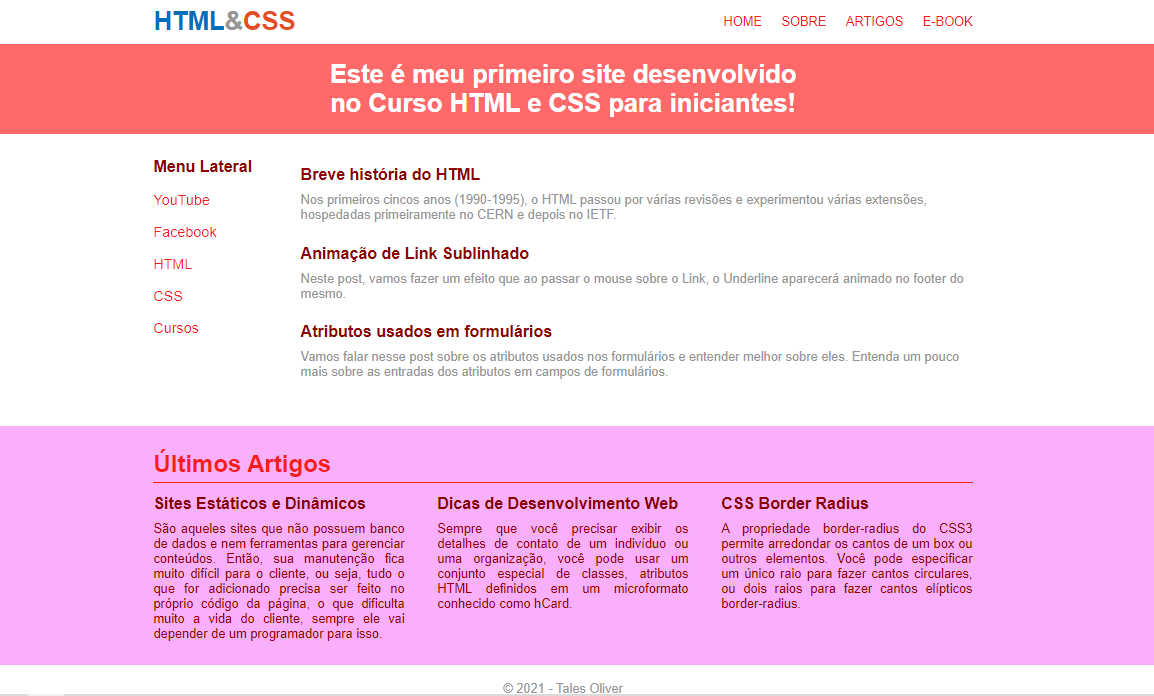 HTML&CSS
HOME SOBRE ARTIGOS E-BOOK
Este é meu primeiro site desenvolvido
no Curso HTML e CSS para iniciantes!
Menu Lateral
YouTube
Facebook
HTML
CSS
Cursos
Breve história do HTML
Nos primeiros cincos anos (1990-1995), o HTML passou por várias revisões e experimentou várias extensões,
hospedadas primeiramente no CERN e depois no IETF.
Animação de Link Sublinhado
Neste post, vamos fazer um efeito que ao passar o mouse sobre o Link, o Underline aparecerá animado no footer do
mesmo.
Atributos usados em formulários
Vamos falar nesse post sobre os atributos usados nos formulários e entender melhor sobre eles. Entenda um pouco
mais sobre as entradas dos atributos em campos de formulários.
Últimos Artigos
Sites Estáticos e Dinâmicos
São aqueles sites que não possuem banco
de dados e nem ferramentas para gerenciar
conteúdos. Então, sua manutenção fica
muito difícil para o cliente, ou seja, tudo o
que for adicionado precisa ser feito no
próprio código da página, o que dificulta
muito a vida do cliente, sempre ele vai
depender de um programador para isso.
Dicas de Desenvolvimento Web
Sempre que você precisar exibir os
detalhes de contato de um indivíduo ou
uma organização, você pode usar um
conjunto especial de classes, atributos
HTML definidos em um microformato
conhecido como hCard.
CSS Border Radius
A propriedade border-radius do CSS3
permite arredondar os cantos de um box ou
outros elementos. Você pode especificar
um único raio para fazer cantos circulares,
ou dois raios para fazer cantos elípticos
border-radius.
© 2021 - Tales Oliver